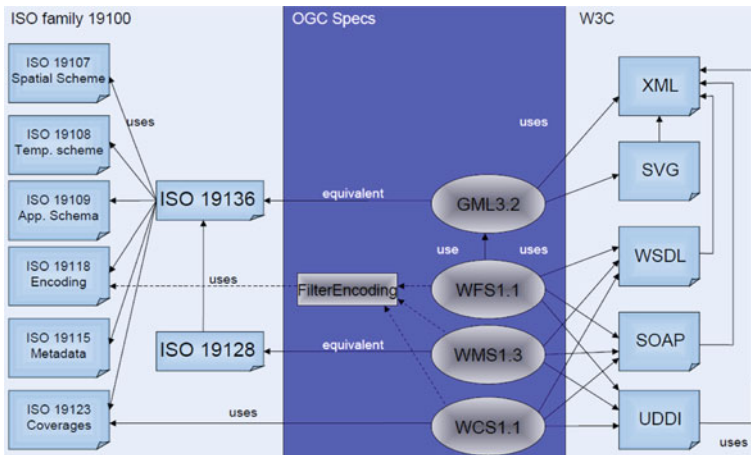 ISO family 19100
OGC Specs
W3C
ISO 19107
Spatial Scheme
ISO 19108
Temp. scheme
ISO 19109
App. Schema
ISO 19118
Encoding
ISO 19115
Metadata
ISO 19123
Coverages
uses
ISO 19136
ISO 19128
uses
uses
equivalent
equivalent
FilterEncoding
uses
GML3.2
use
uses
WFS1.1
WMS1.3
WCS1.1
XML
SVG
WSDL
SOAP
UDDI
uses